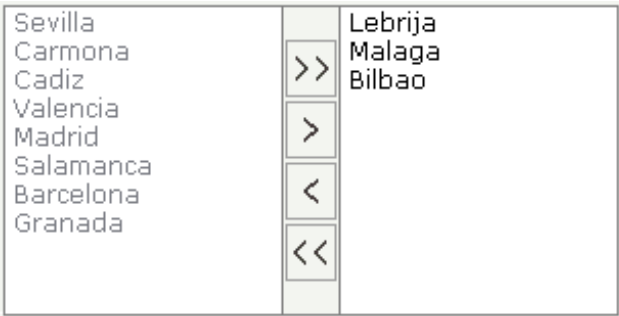 Sevilla
Carmona
Cadiz
Valencia
Madrid
Salamanca
Barcelona
Granada
>>
>
<
<<
Lebrija
Malaga
Bilbao